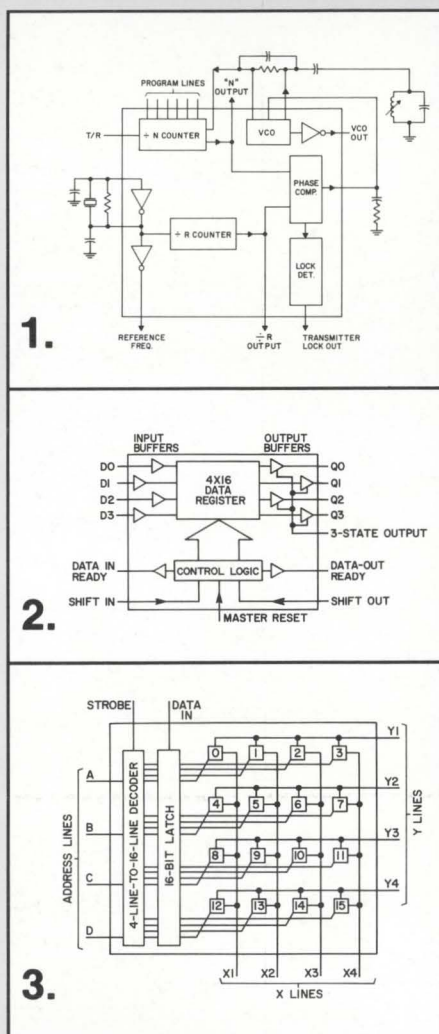 PROGRAM LINES
"N" OUTPUT
T/R
÷ N COUNTER
VCO
VCO OUT
PHASE COMP.
÷ R COUNTER
LOCK DET.
1.
REFERENCE FREQ.
÷ R OUTPUT
TRANSMITTER LOCK OUT
INPUT BUFFERS
OUTPUT BUFFERS
D0
D1
D2
D3
4X16 DATA REGISTER
Q0
Q1
Q2
Q3
3-STATE OUTPUT
DATA IN READY
CONTROL LOGIC
DATA-OUT READY
SHIFT IN
SHIFT OUT
MASTER RESET
2.
STROBE
DATA IN
ADDRESS LINES
A
B
C
D
4-LINE-TO-16-LINE DECODER
16-BIT LATCH
0 1 2 3
4 5 6 7
8 9 10 11
12 13 14 15
Y1
Y2
Y3
Y4
Y LINES
X1 X2 X3 X4
X LINES
3.